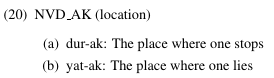 (20) NVD_AK (location)
(a) dur-ak: The place where one stops
(b) yat-ak: The place where one lies